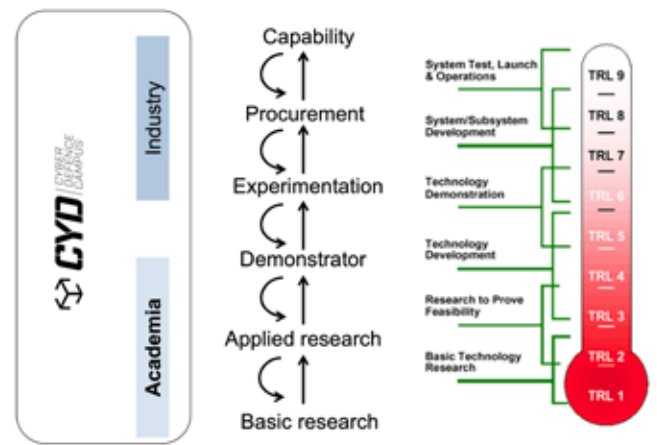 CYD
CYBER
DEFENCE
CAMPUS
Industry
Academia
Capability
Procurement
Experimentation
Demonstrator
Applied research
Basic research
System Test, Launch
& Operations
System/Subsystem
Development
Technology
Demonstration
Technology
Development
Research to Prove
Feasibility
Basic Technology
Research
TRL 9
TRL 8
TRL 7
TRL 6
TRL 5
TRL 4
TRL 3
TRL 2
TRL 1